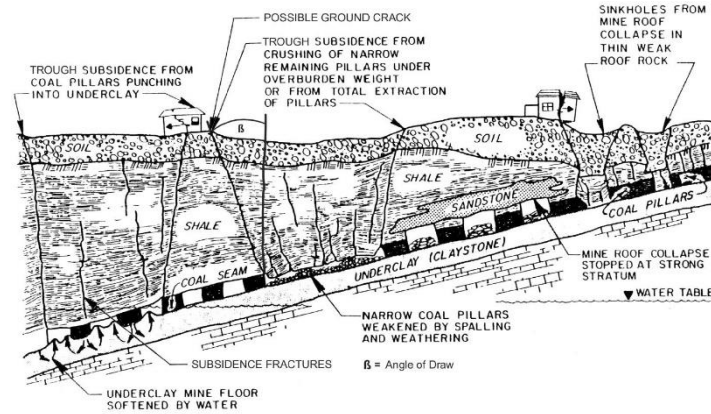 POSSIBLE GROUND CRACK
TROUGH SUBSIDENCE FROM
CRUSHING OF NARROW
REMAINING PILLARS UNDER
OVERBURDEN WEIGHT
OR FROM TOTAL EXTRACTION
OF PILLARS
SINKHOLES FROM
MINE ROOF
COLLAPSE IN
THIN WEAK
ROOF ROCK
TROUGH SUBSIDENCE FROM
COAL PILLARS PUNCHING
INTO UNDERCLAY
ß
SOIL
SOIL
SHALE
SHALE
SANDSTONE
COAL PILLARS
COAL SEAM
UNDERCLAY (CLAYSTONE)
MINE ROOF COLLAPSE
STOPPED AT STRONG
STRATUM
WATER TABLE
NARROW COAL PILLARS
WEAKENED BY SPALLING
AND WEATHERING
SUBSIDENCE FRACTURES
ß = Angle of Draw
UNDERCLAY MINE FLOOR
SOFTENED BY WATER